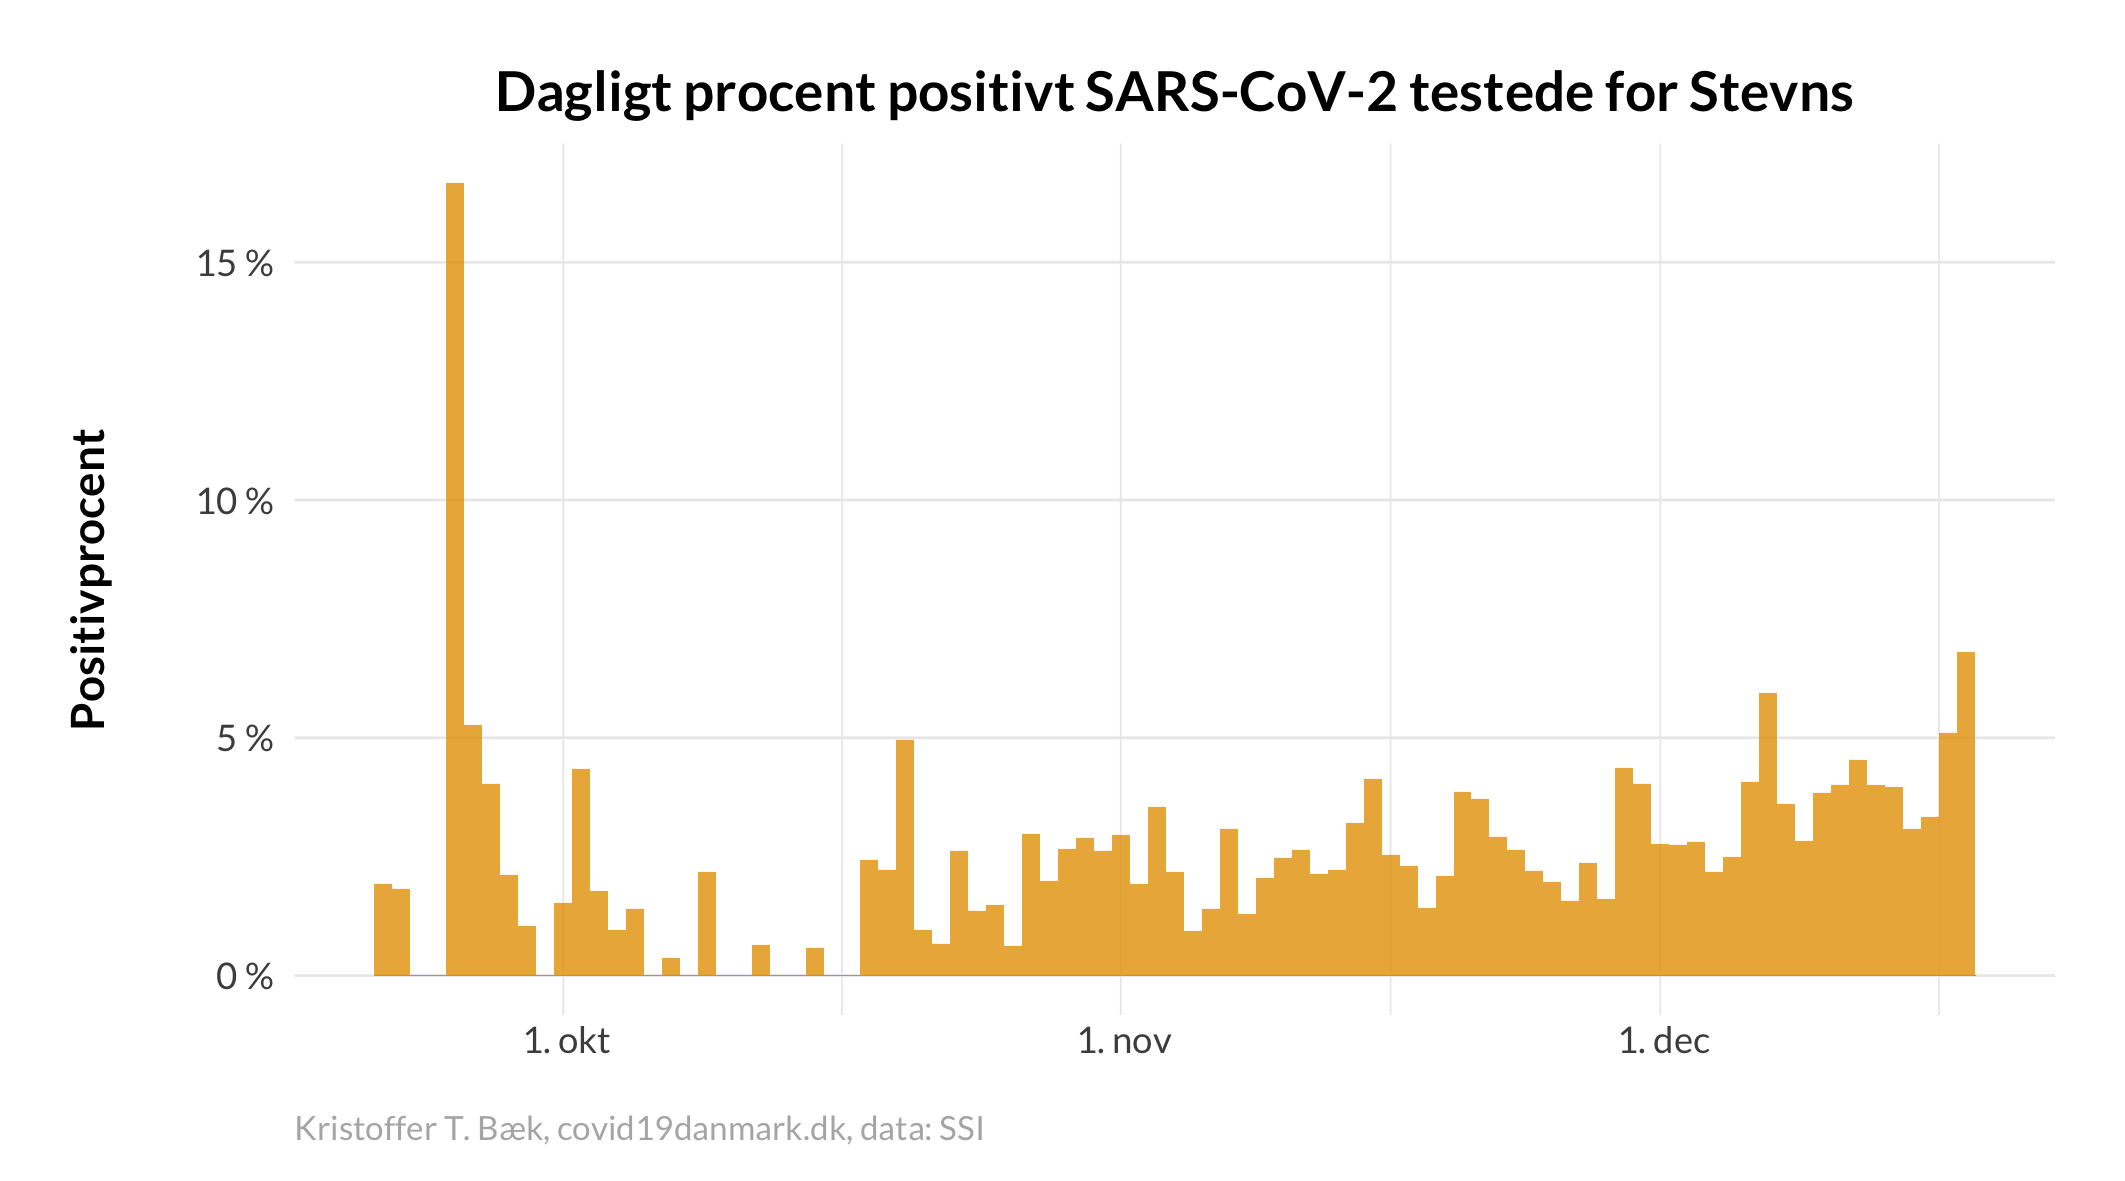 Dagligt procent positivt SARS-CoV-2 testede for Stevns
Positivprocent
15 %
10 %
5 %
0 %
1. okt
1. nov
1. dec
Kristoffer T. Bæk, covid19danmark.dk, data: SSI